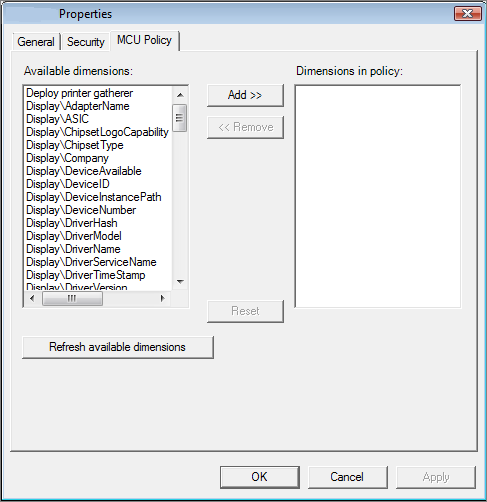 Properties
General Security MCU Policy
Available dimensions: Dimensions in policy:
Deploy printer gatherer
Display\AdapterName
Display\ASIC
Display\ChipsetLogoCapability
Display\ChipsetType
Display\Company
Display\DeviceAvailable
Display\DeviceID
Display\DeviceInstancePath
Display\DeviceNumber
Display\DriverHash
Display\DriverModel
Display\DriverName
Display\DriverServiceName
Display\DriverTimeStamp
Display\DriverVersion
Add >>
<< Remove
Reset
Refresh available dimensions
OK Cancel Apply